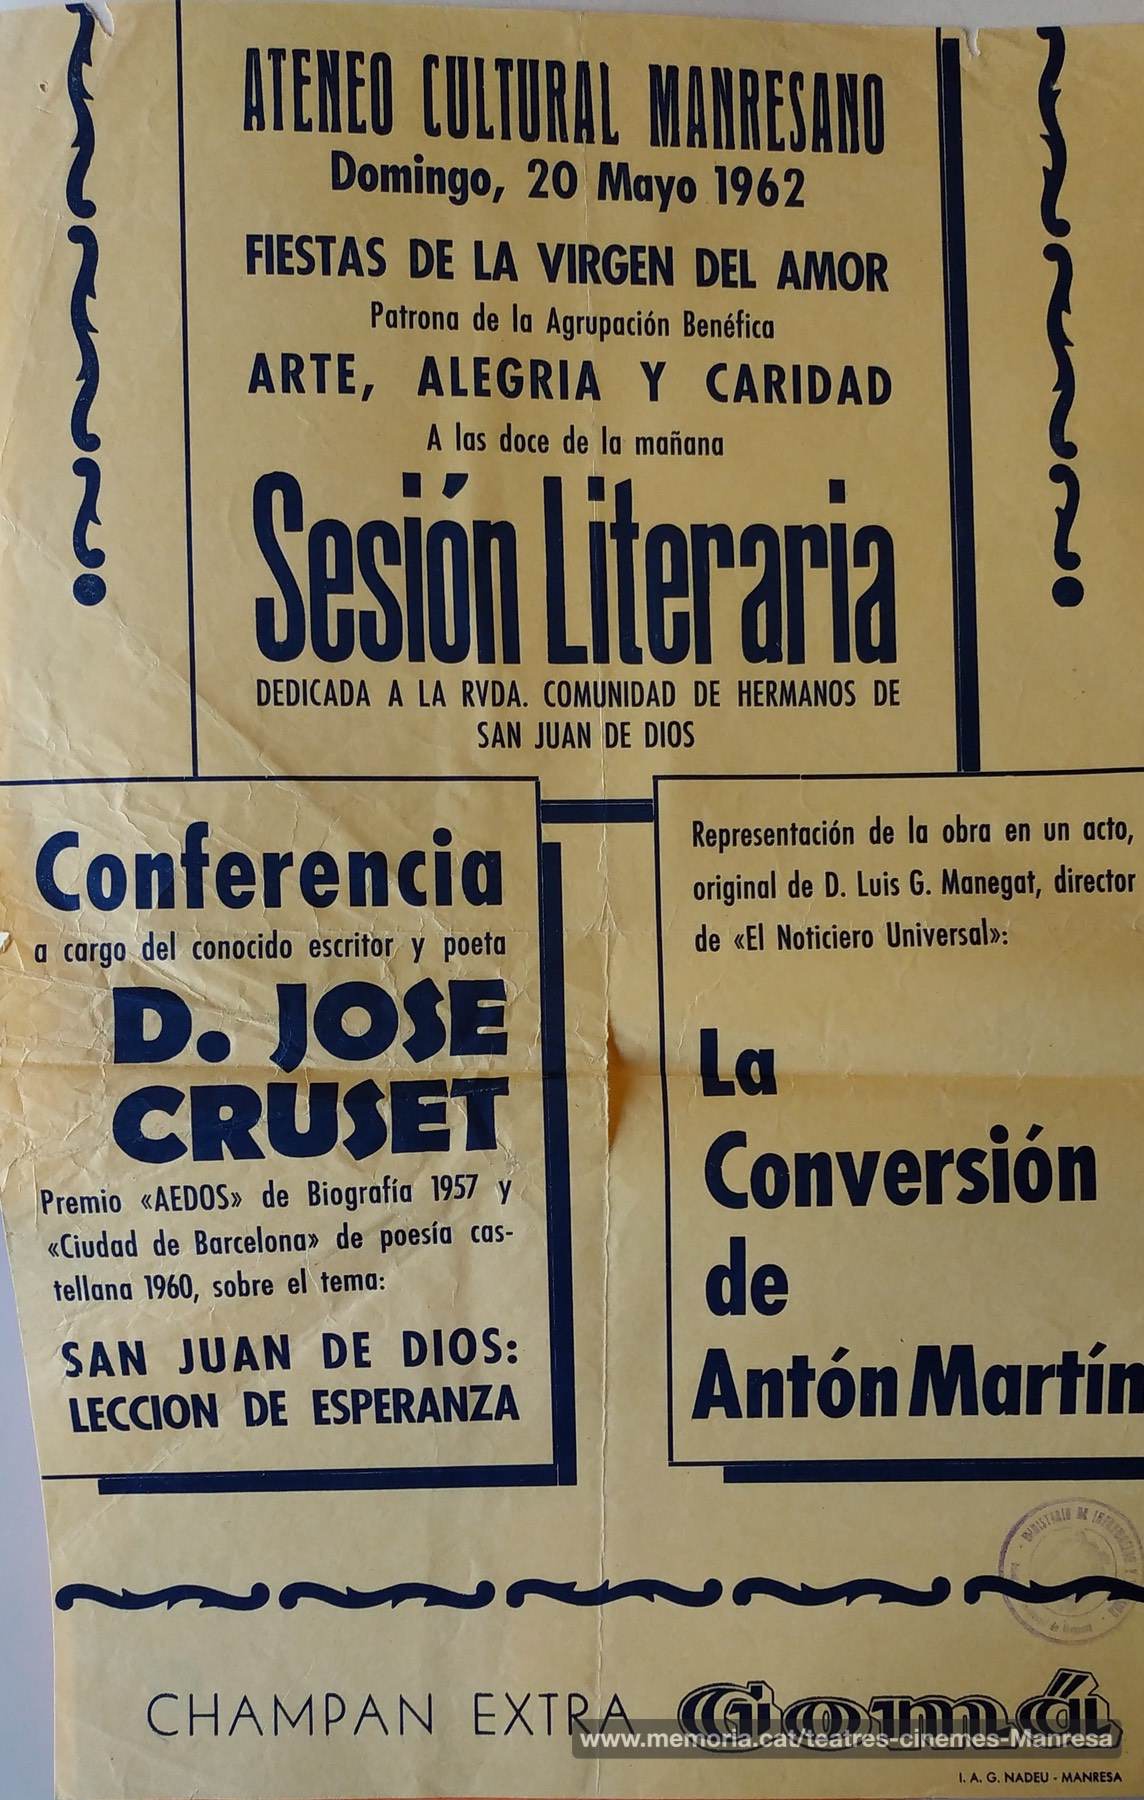 ATENEO CULTURAL MANRESANO
Domingo, 20 Mayo 1962
FIESTAS DE LA VIRGEN DEL AMOR
Patrona de la Agrupación Benéfica
ARTE, ALEGRIA Y CARIDAD
A las doce de la mañana
Sesión Literaria
DEDICADA A LA RVDA. COMUNIDAD DE HERMANOS DE
SAN JUAN DE DIOS
Conferencia
a cargo del conocido escritor y poeta
D. JOSE
CRUSET
Premio «AEDOS» de Biografía 1957 y
«Ciudad de Barcelona» de poesía cas-
tellana 1960, sobre el tema:
SAN JUAN DE DIOS:
LECCION DE ESPERANZA
Representación de la obra en un acto,
original de D. Luis G. Manegat, director
de «El Noticiero Universal»:
La
Conversión
de
Antón Martín
MINISTERIO DE
CHAMPAN EXTRA Gomá
www.memoria.cat/teatres-cinemes-Manresa
I. A. G. NADEU - MANRESA